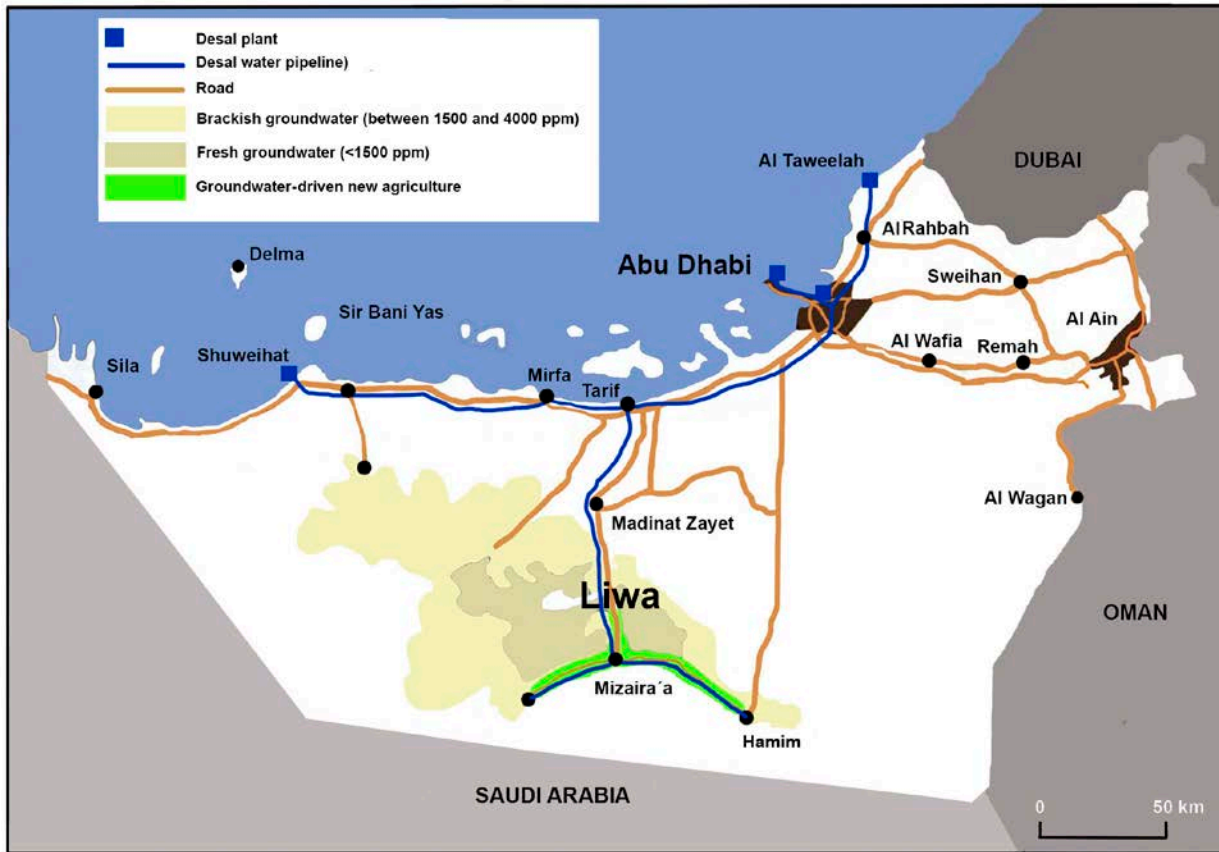 Desal plant
Desal water pipeline)
Road
Brackish groundwater (between 1500 and 4000 ppm)
Fresh groundwater (<1500 ppm)
Groundwater-driven new agriculture
DUBAI
Al Taweelah
Al Rahbah
Delma
Abu Dhabi
Sweihan
Sir Bani Yas
Al Ain
Al Wafia
Remah
Shuweihat
Sila
Mirfa
Tarif
Al Wagan
Madinat Zayet
Liwa
OMAN
Mizaira´a
Hamim
SAUDI ARABIA
0 50 km